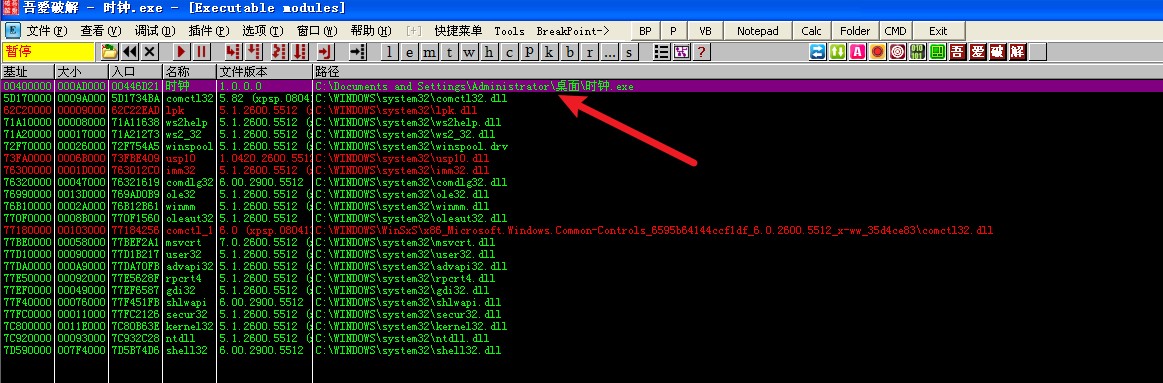 吾爱破解 - 时钟.exe - [Executable modules]
文件(F) 查看(V) 调试(D) 插件(P) 选项(T) 窗口(W) 帮助(H) [+] 快捷菜单 Tools BreakPoint-> BP P VB Notepad Calc Folder CMD Exit
暂停 l e m t w h c p k b r ... s ? 吾 爱 破 解
基址 大小 入口 名称 文件版本 路径
00400000 000AD000 00446D21 时钟 1.0.0.0 C:\Documents and Settings\Administrator\桌面\时钟.exe
5D170000 0009A000 5D1734BA comctl32 5.82 (xpsp.0804 C:\WINDOWS\system32\comctl32.dll
62C20000 00009000 62C22EAD lpk 5.1.2600.5512 ( C:\WINDOWS\system32\lpk.dll
71A10000 00008000 71A11638 ws2help 5.1.2600.5512 ( C:\WINDOWS\system32\ws2help.dll
71A20000 00017000 71A21273 ws2_32 5.1.2600.5512 ( C:\WINDOWS\system32\ws2_32.dll
72F70000 00026000 72F754A5 winspool 5.1.2600.5512 ( C:\WINDOWS\system32\winspool.drv
73FA0000 0006B000 73FBE409 usp10 1.0420.2600.551 C:\WINDOWS\system32\usp10.dll
76300000 0001D000 763012C0 imm32 5.1.2600.5512 ( C:\WINDOWS\system32\imm32.dll
76320000 00047000 76321619 comdlg32 6.00.2900.5512 C:\WINDOWS\system32\comdlg32.dll
76990000 0013D000 769AD0B9 ole32 5.1.2600.5512 ( C:\WINDOWS\system32\ole32.dll
76B10000 0002A000 76B12B61 winmm 5.1.2600.5512 ( C:\WINDOWS\system32\winmm.dll
770F0000 0008B000 770F1560 oleaut32 5.1.2600.5512 C:\WINDOWS\system32\oleaut32.dll
77180000 00103000 77184256 comctl_1 6.0 (xpsp.08041 C:\WINDOWS\WinSxS\x86_Microsoft.Windows.Common-Controls_6595b64144ccf1df_6.0.2600.5512_x-ww_35d4ce83\comctl32.dll
77BE0000 00058000 77BEF2A1 msvcrt 7.0.2600.5512 ( C:\WINDOWS\system32\msvcrt.dll
77D10000 00090000 77D1B217 user32 5.1.2600.5512 ( C:\WINDOWS\system32\user32.dll
77DA0000 000A9000 77DA70FB advapi32 5.1.2600.5512 ( C:\WINDOWS\system32\advapi32.dll
77E50000 00092000 77E5628F rpcrt4 5.1.2600.5512 ( C:\WINDOWS\system32\rpcrt4.dll
77EF0000 00049000 77EF6587 gdi32 5.1.2600.5512 ( C:\WINDOWS\system32\gdi32.dll
77F40000 00076000 77F451FB shlwapi 6.00.2900.5512 C:\WINDOWS\system32\shlwapi.dll
77FC0000 00011000 77FC2126 secur32 5.1.2600.5512 ( C:\WINDOWS\system32\secur32.dll
7C800000 0011E000 7C80B63E kernel32 5.1.2600.5512 ( C:\WINDOWS\system32\kernel32.dll
7C920000 00093000 7C932C28 ntdll 5.1.2600.5512 ( C:\WINDOWS\system32\ntdll.dll
7D590000 007F4000 7D5B74D6 shell32 6.00.2900.5512 C:\WINDOWS\system32\shell32.dll